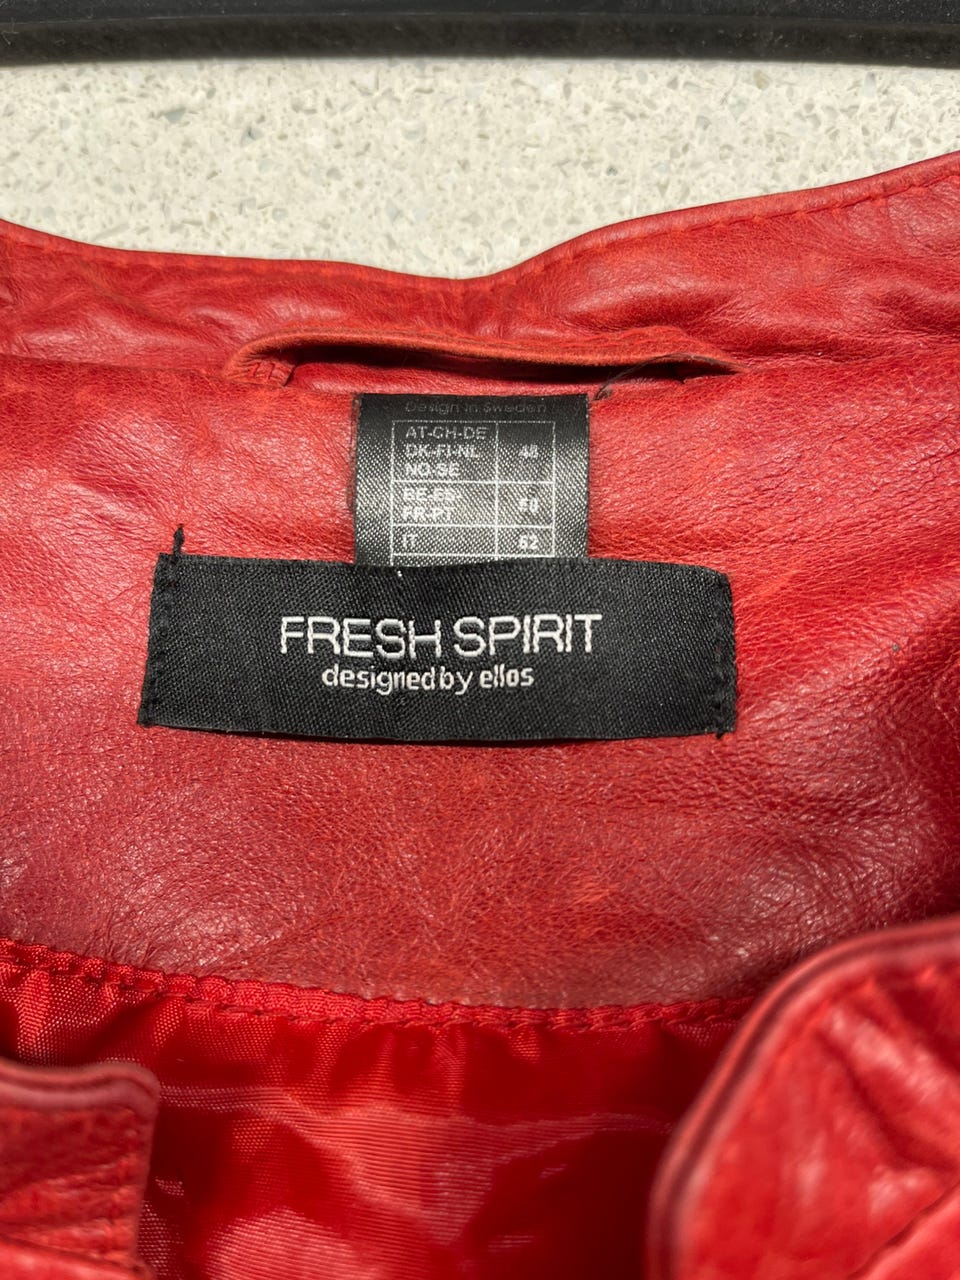 Design in Sweden
AT-CH-DE
DK-FI-NL 48
NO.SE
BE-ES-
FR-PT 50
IT 52
FRESH SPIRIT
designed by ellos